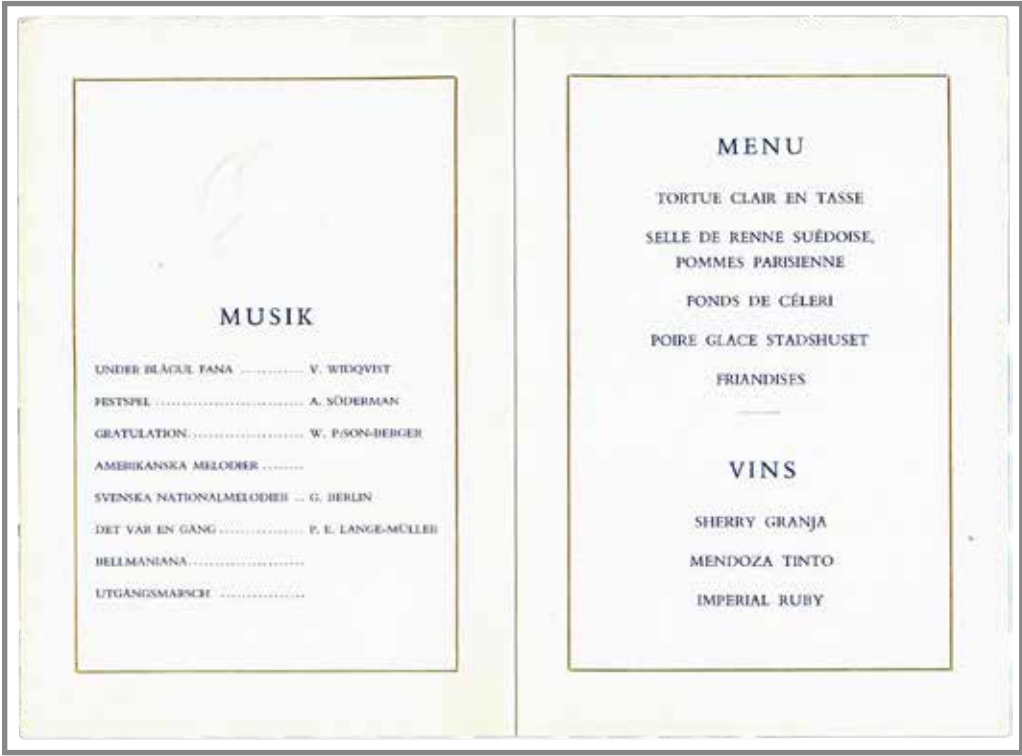 MUSIK
UNDER BLÅGUL FANA ............ V. WIDQVIST
FESTSPEL ............................ A. SÖDERMAN
GRATULATION...................... W. P:SON-BERGER
AMERIKANSKA MELODIER ........
SVENSKA NATIONALMELODIER .. G. BERLIN
DET VAR EN GÅNG ................ P. E. LANGE-MÜLLER
BELLMANIANA......................
UTGÅNGSMARSCH ................
MENU
TORTUE CLAIR EN TASSE
SELLE DE RENNE SUÉDOISE,
POMMES PARISIENNE
FONDS DE CÉLERI
POIRE GLACE STADSHUSET
FRIANDISES
VINS
SHERRY GRANJA
MENDOZA TINTO
IMPERIAL RUBY